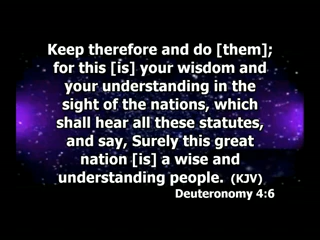 Keep therefore and do [them];
for this [is] your wisdom and
your understanding in the
sight of the nations, which
shall hear all these statutes,
and say, Surely this great
nation [is] a wise and
understanding people. (KJV)
Deuteronomy 4:6